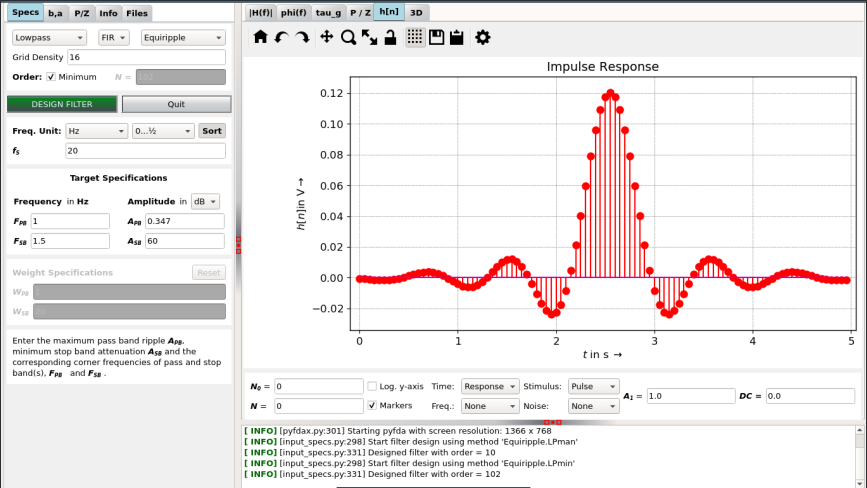 Specs b,a P/Z Info Files
Lowpass FIR Equiripple
Grid Density 16
Order: Minimum N = 102
DESIGN FILTER Quit
Freq. Unit: Hz 0...½ Sort
fS 20
Target Specifications
Frequency in Hz Amplitude in dB
FPB 1 APB 0.347
FSB 1.5 ASB 60
Weight Specifications Reset
WPB 1
WSB
Enter the maximum pass band ripple APB,
minimum stop band attenuation ASB and the
corresponding corner frequencies of pass and stop
band(s), FPB and FSB .
|H(f)| phi(f) tau_g P / Z h[n] 3D
Impulse Response
h[n] in V →
0.12
0.10
0.08
0.06
0.04
0.02
0.00
−0.02
0 1 2 3 4 5
t in s →
N0 = 0 Log. y-axis Time: Response Stimulus: Pulse A1 = 1.0 DC = 0.0
N = 0 Markers Freq.: None Noise: None
[ INFO] [pyfdax.py:301] Starting pyfda with screen resolution: 1366 x 768
[ INFO] [input_specs.py:298] Start filter design using method 'Equiripple.LPman'
[ INFO] [input_specs.py:331] Designed filter with order = 10
[ INFO] [input_specs.py:298] Start filter design using method 'Equiripple.LPmin'
[ INFO] [input_specs.py:331] Designed filter with order = 102